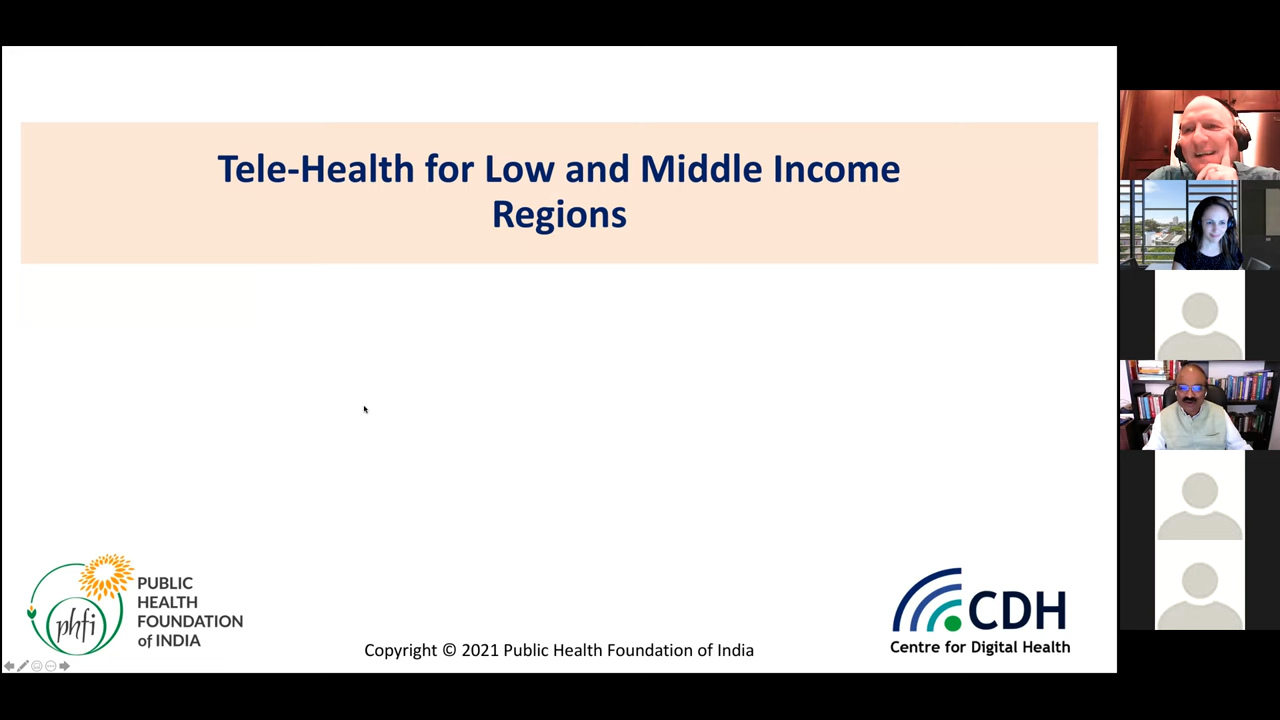 Tele-Health for Low and Middle Income
Regions
phfi
PUBLIC
HEALTH
FOUNDATION
of INDIA
Copyright © 2021 Public Health Foundation of India
CDH
Centre for Digital Health